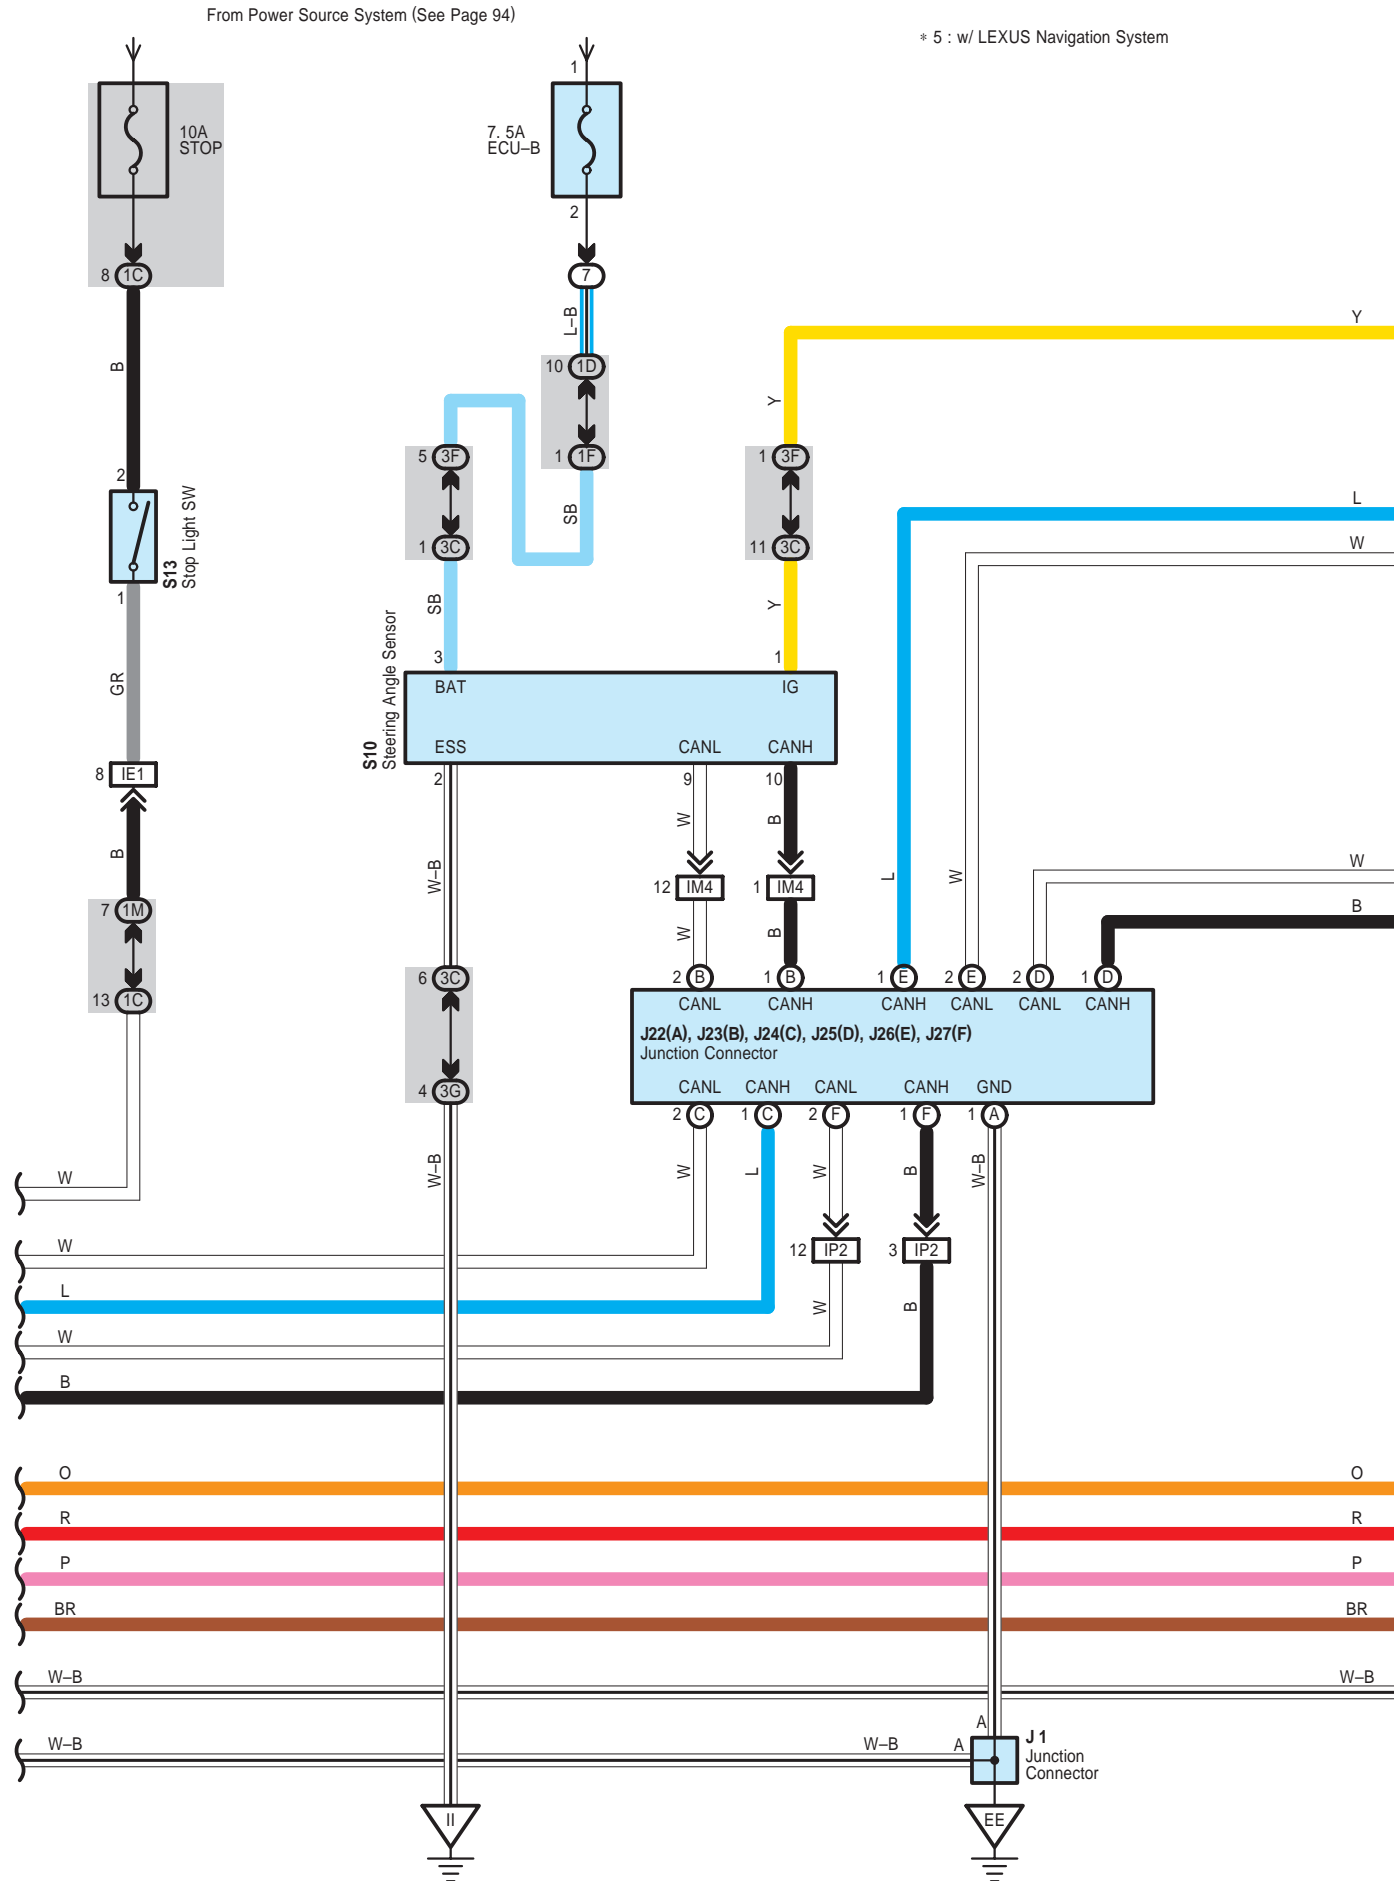 From Power Source System (See Page 94)
* 5 : w/ LEXUS Navigation System
1
10A
STOP
7. 5A
ECU–B
2
8 1C
7
L–B
Y
B
10 1D
Y
5 3F
1 1F
1 3F
2
L
SB
W
1 3C
11 3C
S13
Stop Light SW
1
SB
Y
3
1
GR
S10
Steering Angle Sensor
BAT
IG
ESS
CANL
CANH
8 IE1
2
9
10
W
B
B
W–B
12 IM4
1 IM4
L
W
W
7 1M
B
W
B
6 3C
2 B
1 B
1 E
2 E
2 D
1 D
13 1C
CANL
CANH
CANH
CANL
CANL
CANH
J22(A), J23(B), J24(C), J25(D), J26(E), J27(F)
Junction Connector
4 3G
CANL
CANH
CANL
CANH
GND
2 C
1 C
2 F
1 F
1 A
W
W–B
W
L
W
B
W–B
W
12 IP2
3 IP2
L
W
B
W
B
O
O
R
R
P
P
BR
BR
W–B
W–B
A
W–B
W–B
A
J 1
Junction
Connector
II
EE